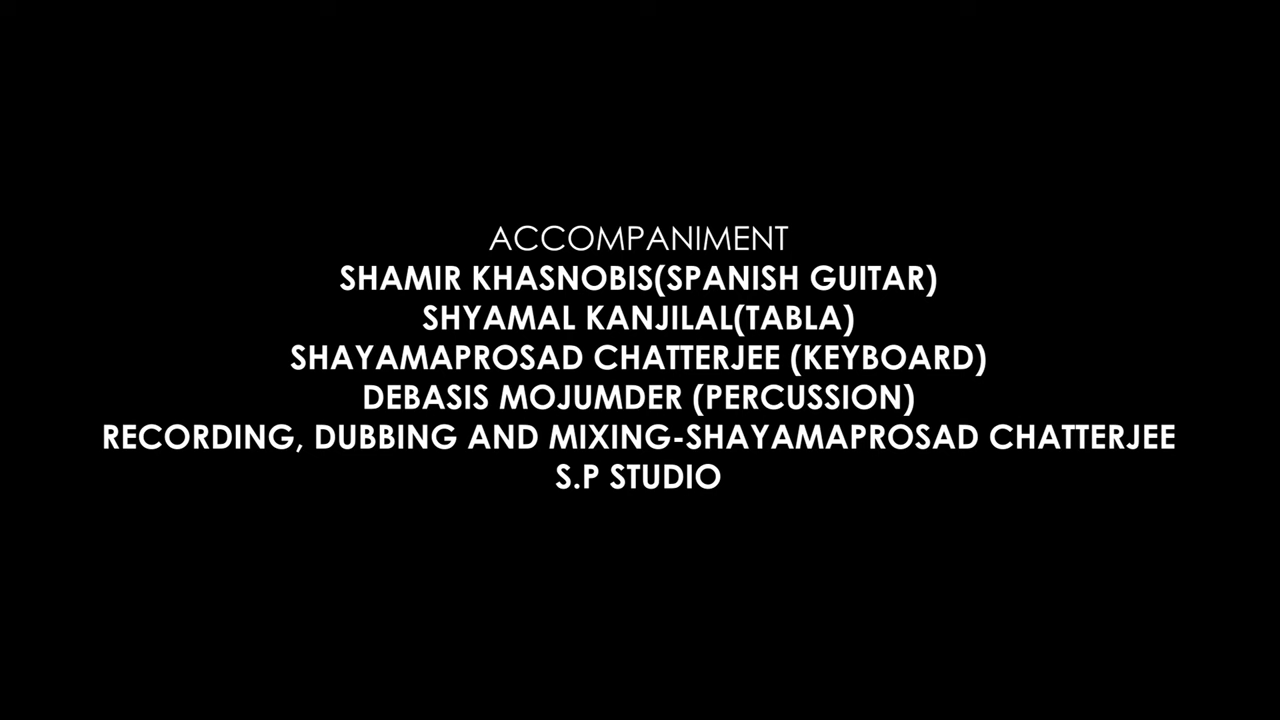 ACCOMPANIMENT
SHAMIR KHASNOBIS(SPANISH GUITAR)
SHYAMAL KANJILAL(TABLA)
SHAYAMAPROSAD CHATTERJEE (KEYBOARD)
DEBASIS MOJUMDER (PERCUSSION)
RECORDING, DUBBING AND MIXING-SHAYAMAPROSAD CHATTERJEE
S.P STUDIO